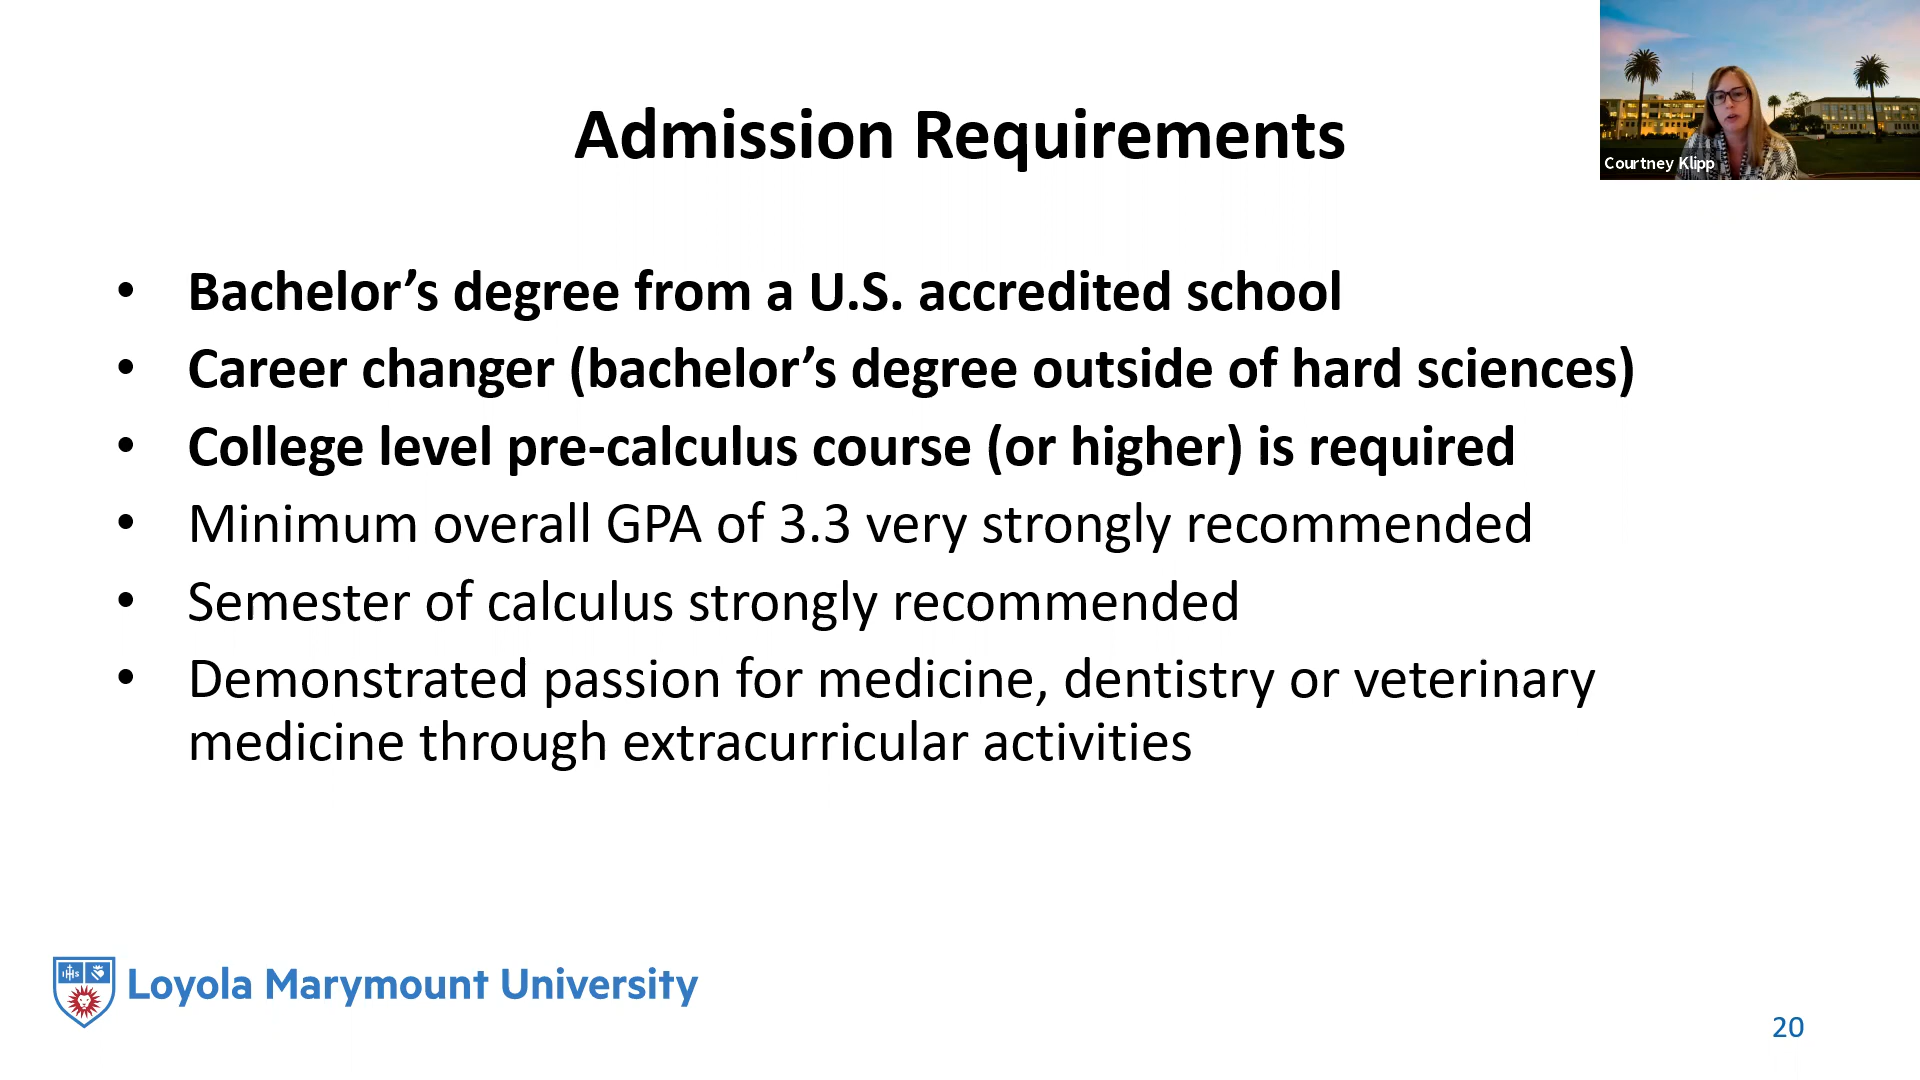 Admission Requirements
Courtney Klipp
• Bachelor’s degree from a U.S. accredited school
• Career changer (bachelor’s degree outside of hard sciences)
• College level pre-calculus course (or higher) is required
• Minimum overall GPA of 3.3 very strongly recommended
• Semester of calculus strongly recommended
• Demonstrated passion for medicine, dentistry or veterinary
medicine through extracurricular activities
IHS
Loyola Marymount University
20